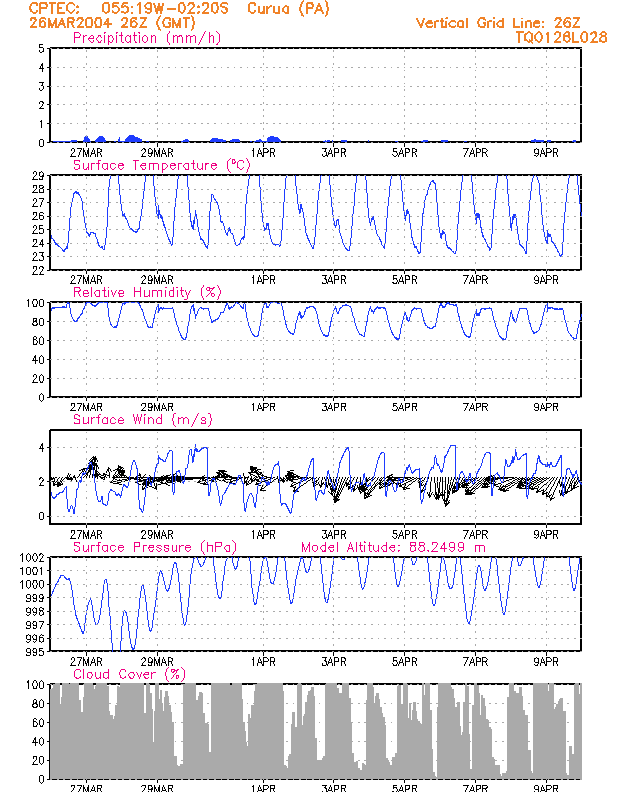 CPTEC: 055:19W-02:20S Curua (PA)
26MAR2004 26Z (GMT) Vertical Grid Line: 26Z
Precipitation (mm/h) TQ0126L028
5
4
3
2
1
0
27MAR 29MAR 1APR 3APR 5APR 7APR 9APR
Surface Temperature (°C)
29
28
27
26
25
24
23
22
27MAR 29MAR 1APR 3APR 5APR 7APR 9APR
Relative Humidity (%)
100
80
60
40
20
0
27MAR 29MAR 1APR 3APR 5APR 7APR 9APR
Surface Wind (m/s)
4
2
0
27MAR 29MAR 1APR 3APR 5APR 7APR 9APR
Surface Pressure (hPa) Model Altitude: 88.2499 m
1002
1001
1000
999
998
997
996
995
27MAR 29MAR 1APR 3APR 5APR 7APR 9APR
Cloud Cover (%)
100
80
60
40
20
0
27MAR 29MAR 1APR 3APR 5APR 7APR 9APR